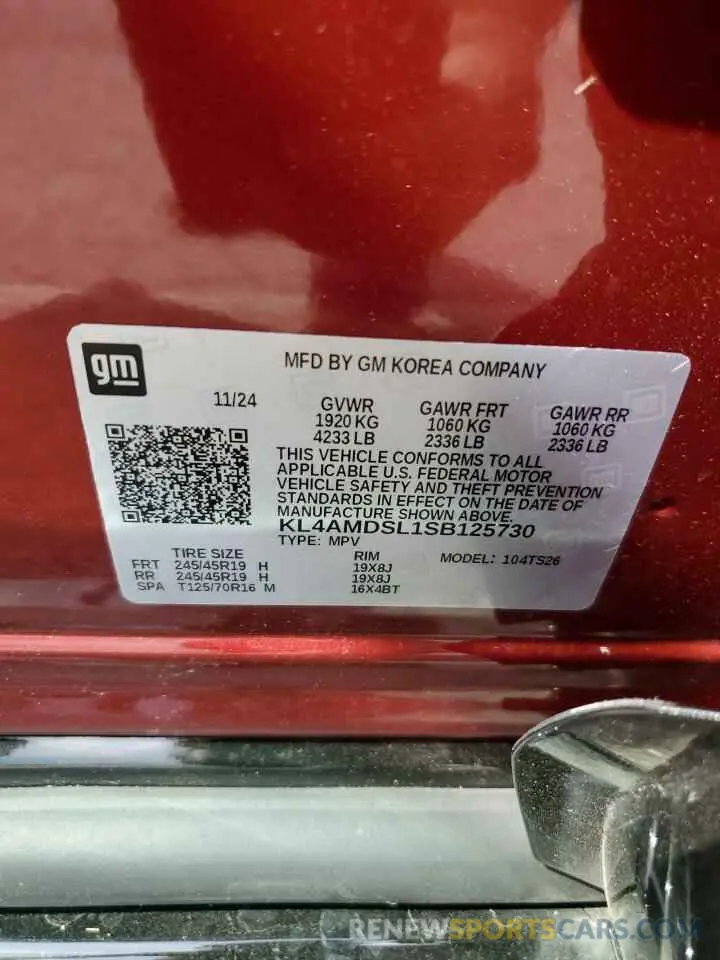 gm
MFD BY GM KOREA COMPANY
11/24
GVWR GAWR FRT GAWR RR
1920 KG 1060 KG 1060 KG
4233 LB 2336 LB 2336 LB
THIS VEHICLE CONFORMS TO ALL
APPLICABLE U.S. FEDERAL MOTOR
VEHICLE SAFETY AND THEFT PREVENTION
STANDARDS IN EFFECT ON THE DATE OF
MANUFACTURE SHOWN ABOVE.
KL4AMDSL1SB125730
TYPE: MPV
TIRE SIZE RIM MODEL: 104TS26
FRT 245/45R19 H 19X8J
RR 245/45R19 H 19X8J
SPA T125/70R16 M 16X4BT
RENEWSPORTSCARS.COM